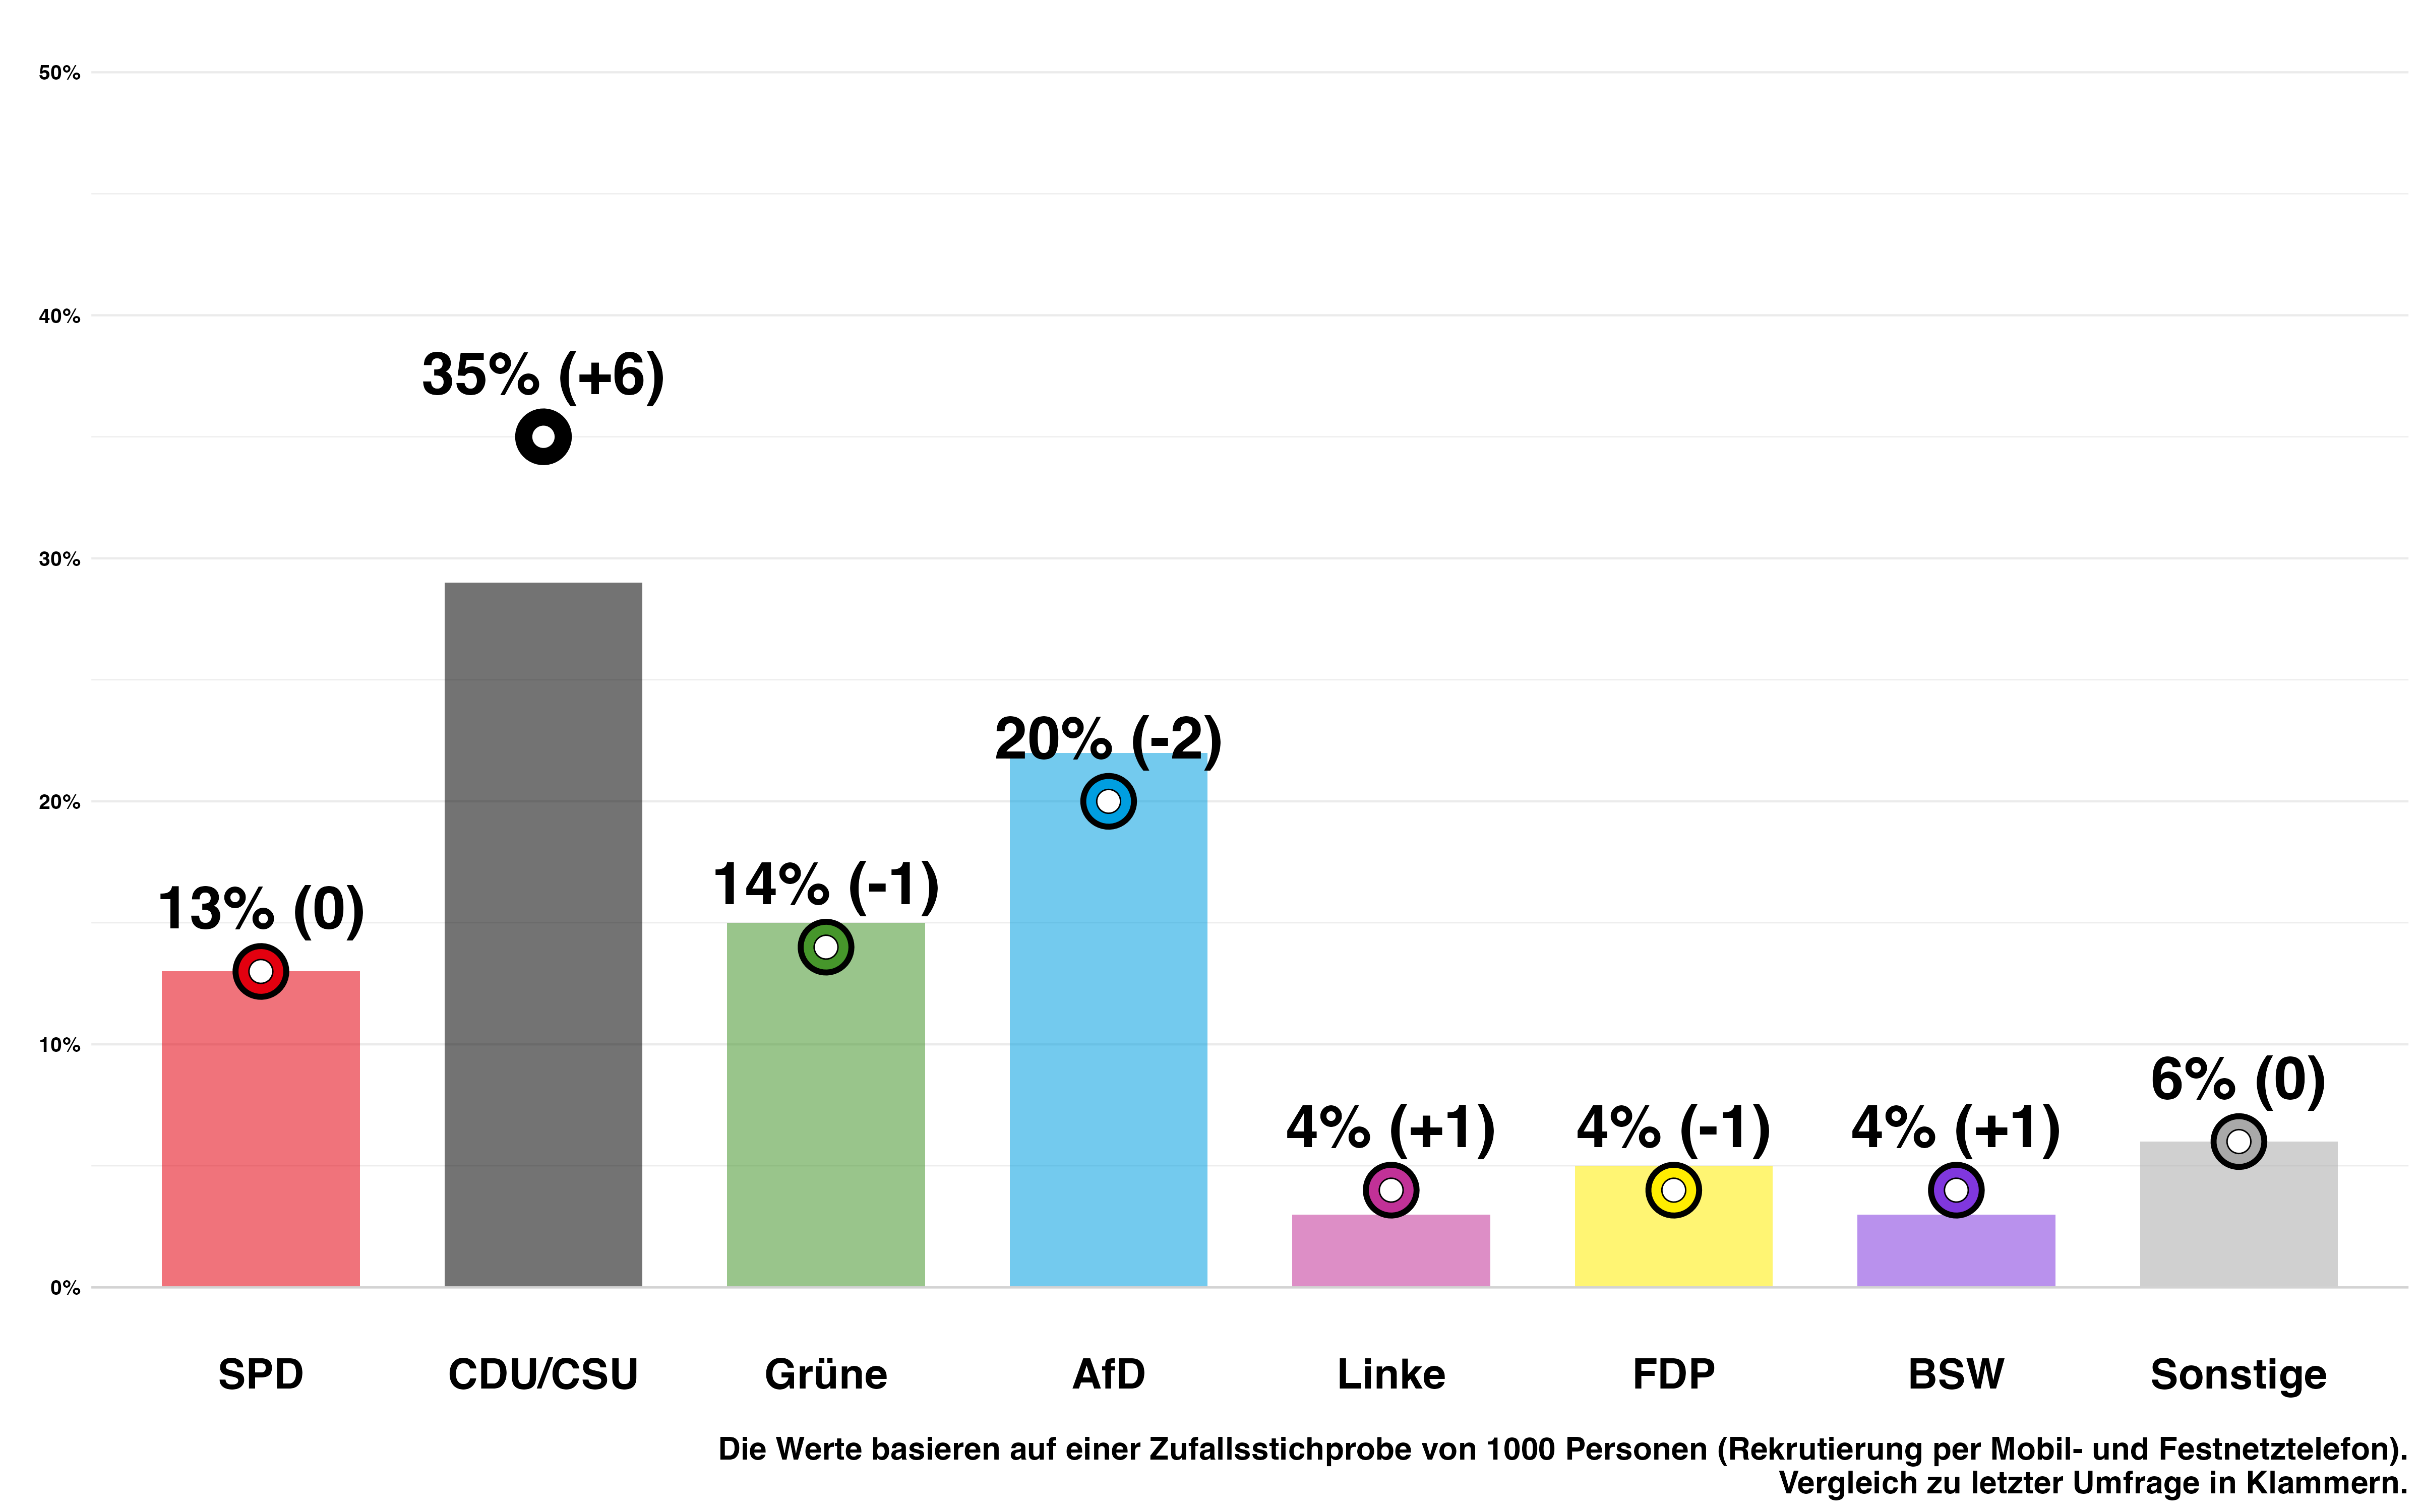 50%
40%
35% (+6)
30%
20% (-2)
20%
14% (-1)
13% (0)
10%
6% (0)
4% (+1)
4% (-1)
4% (+1)
0%
SPD
CDU/CSU
Grüne
AfD
Linke
FDP
BSW
Sonstige
Die Werte basieren auf einer Zufallsstichprobe von 1000 Personen (Rekrutierung per Mobil- und Festnetztelefon).
Vergleich zu letzter Umfrage in Klammern.